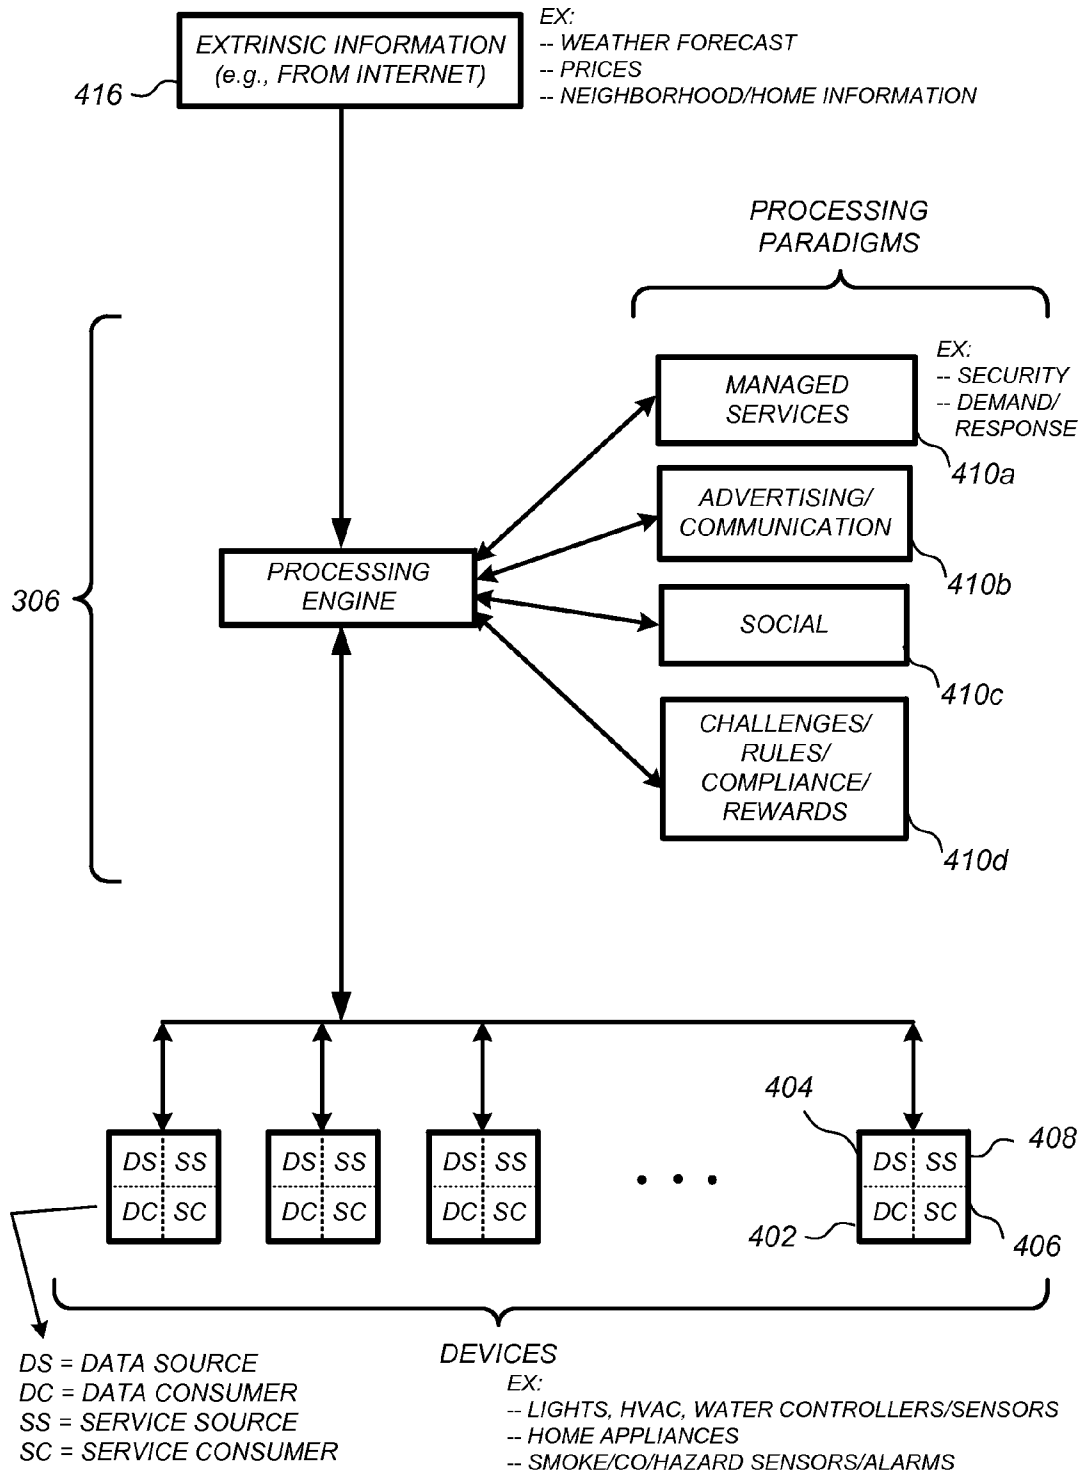 EXTRINSIC INFORMATION
(e.g., FROM INTERNET)
416
EX:
-- WEATHER FORECAST
-- PRICES
-- NEIGHBORHOOD/HOME INFORMATION
PROCESSING
PARADIGMS
MANAGED
SERVICES
EX:
-- SECURITY
-- DEMAND/
RESPONSE
410a
ADVERTISING/
COMMUNICATION
410b
306
PROCESSING
ENGINE
SOCIAL
410c
CHALLENGES/
RULES/
COMPLIANCE/
REWARDS
410d
DS SS
DC SC
DS SS
DC SC
DS SS
DC SC
. . .
404
408
DS SS
DC SC
402
406
DS = DATA SOURCE
DC = DATA CONSUMER
SS = SERVICE SOURCE
SC = SERVICE CONSUMER
DEVICES
EX:
-- LIGHTS, HVAC, WATER CONTROLLERS/SENSORS
-- HOME APPLIANCES
-- SMOKE/CO/HAZARD SENSORS/ALARMS